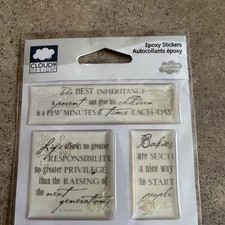 CLOUD9
DESIGN
Epoxy Stickers
Autocollants époxy
The BEST INHERITANCE
a parent can give his children
is a FEW MINUTES of time EACH DAY
Life affords no greater
RESPONSIBILITY
no greater PRIVILEGE
than the RAISING of
the next
generation
Babies
are SUCH
a nice way
to START
people.